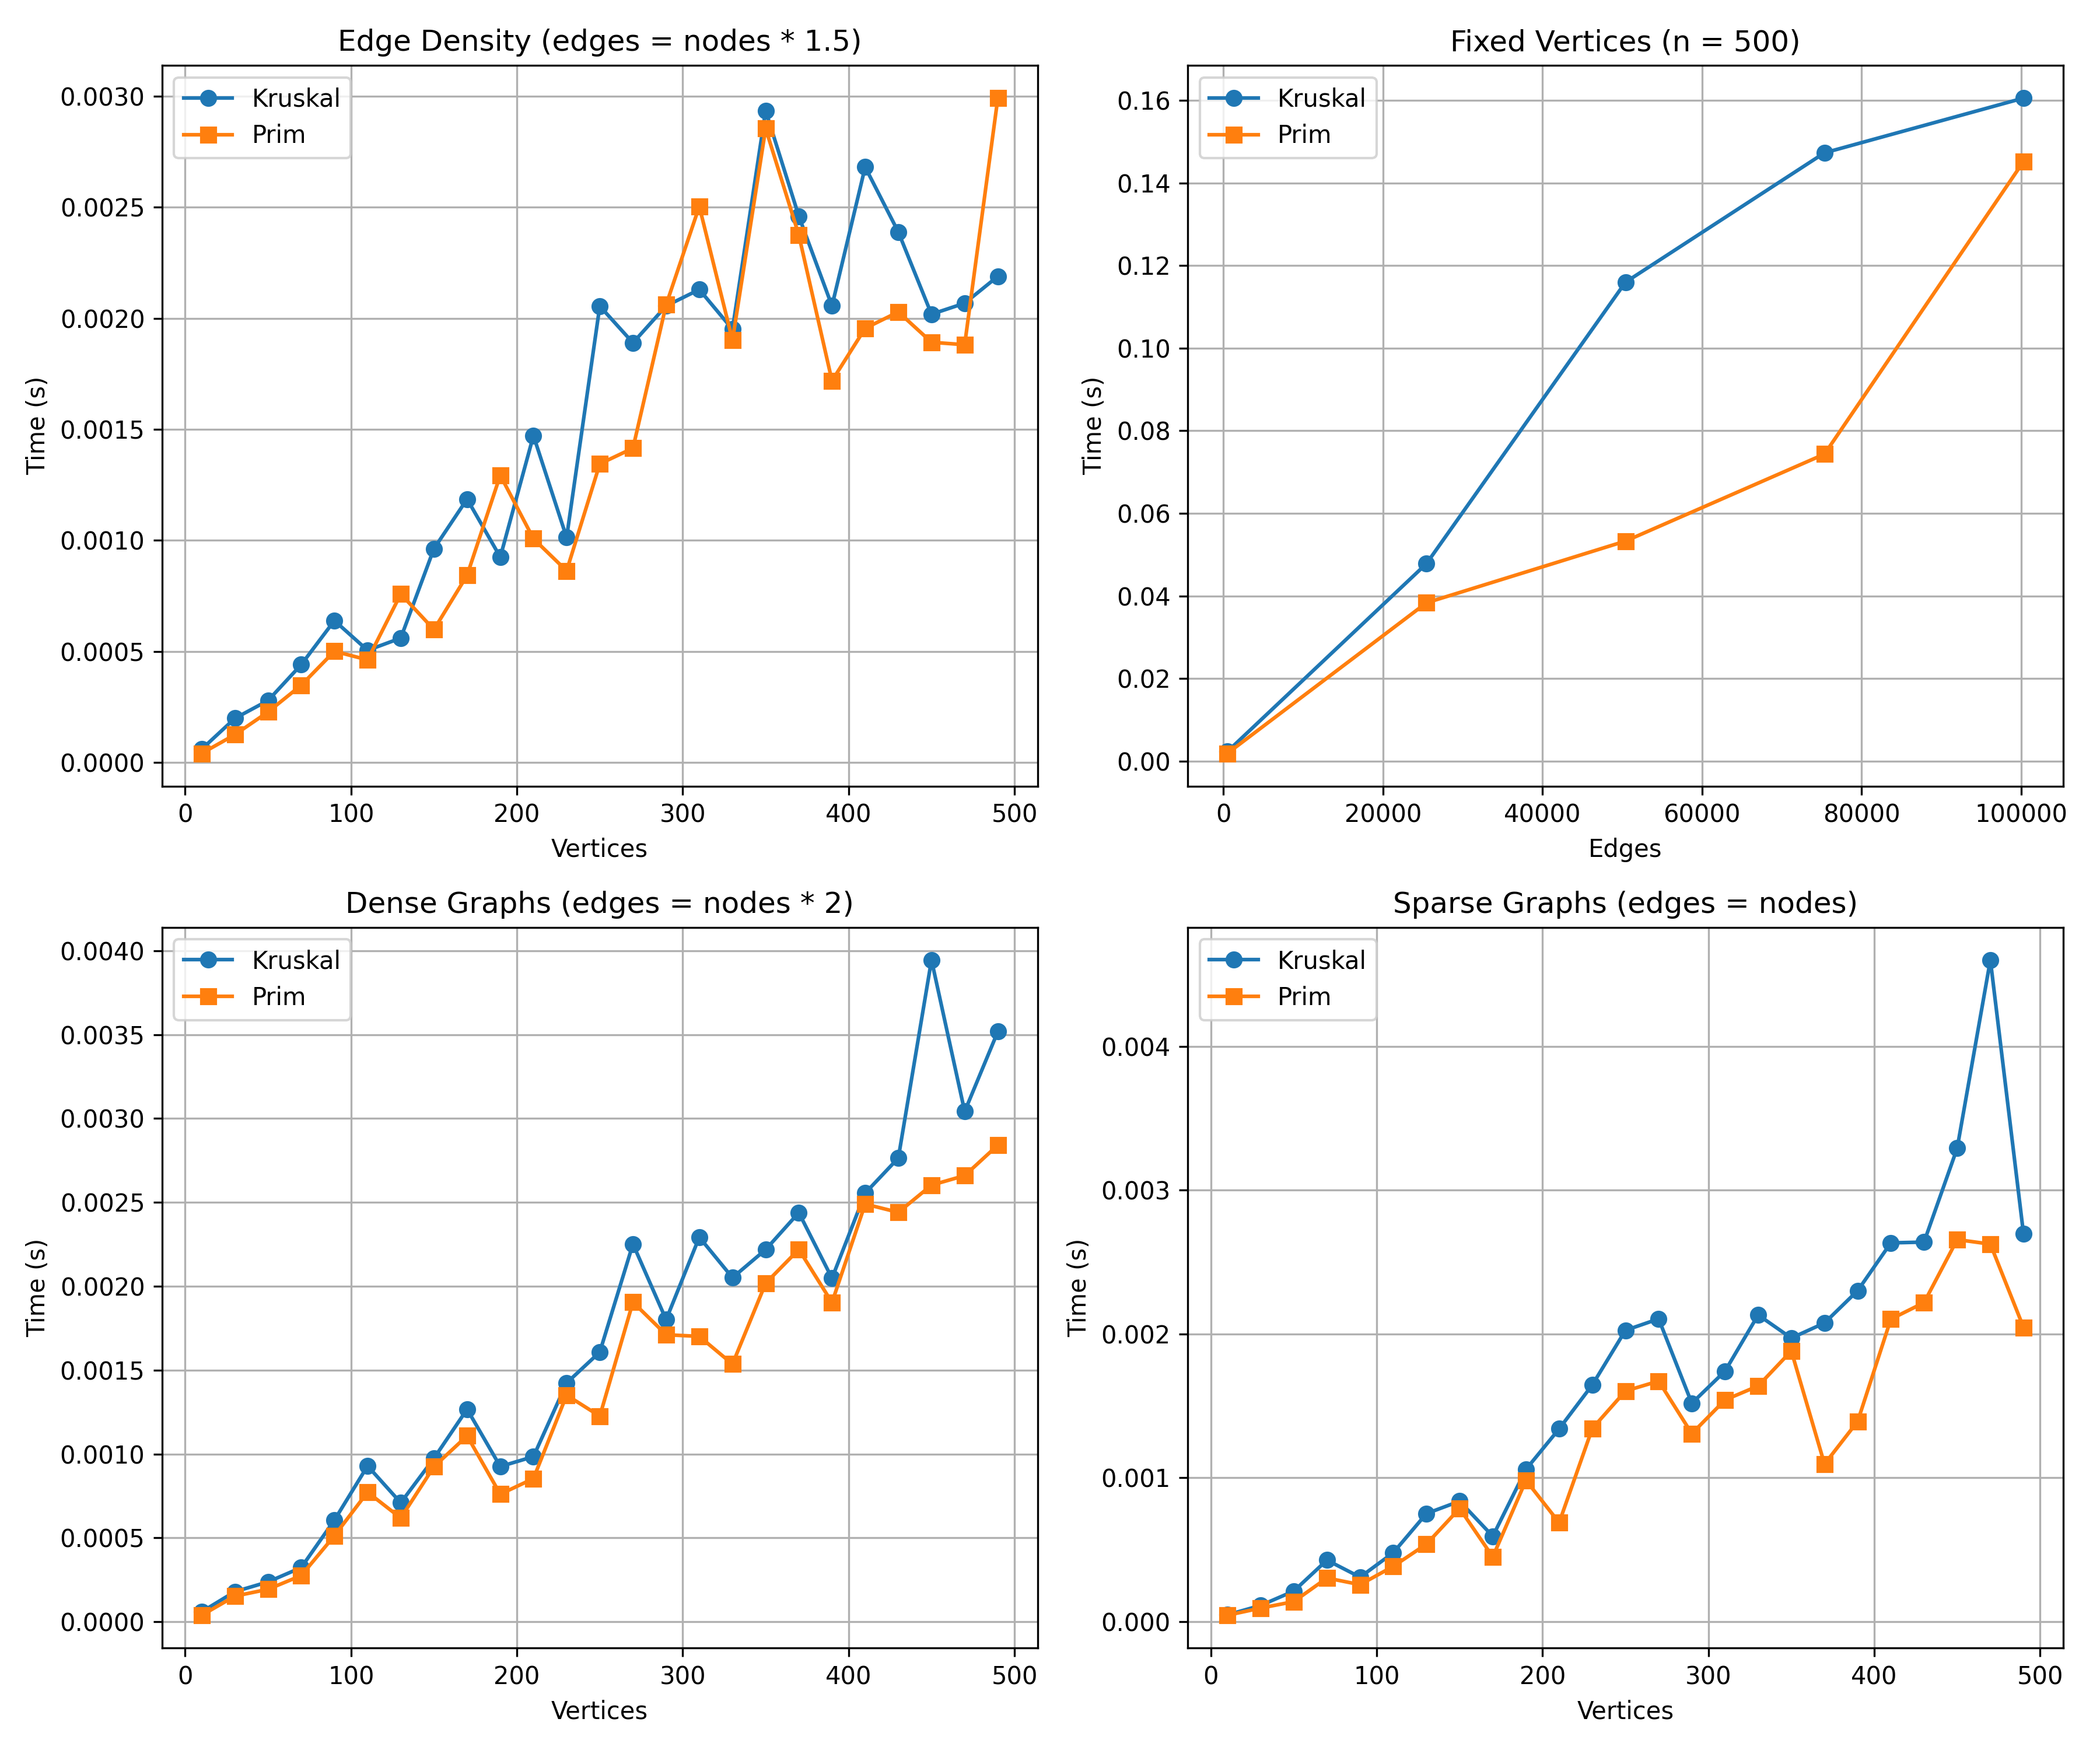 Edge Density (edges = nodes * 1.5)
Kruskal
Prim
0.0030
0.0025
0.0020
0.0015
0.0010
0.0005
0.0000
Time (s)
0 100 200 300 400 500
Vertices
Fixed Vertices (n = 500)
Kruskal
Prim
0.16
0.14
0.12
0.10
0.08
0.06
0.04
0.02
0.00
Time (s)
0 20000 40000 60000 80000 100000
Edges
Dense Graphs (edges = nodes * 2)
Kruskal
Prim
0.0040
0.0035
0.0030
0.0025
0.0020
0.0015
0.0010
0.0005
0.0000
Time (s)
0 100 200 300 400 500
Vertices
Sparse Graphs (edges = nodes)
Kruskal
Prim
0.004
0.003
0.002
0.001
0.000
Time (s)
0 100 200 300 400 500
Vertices